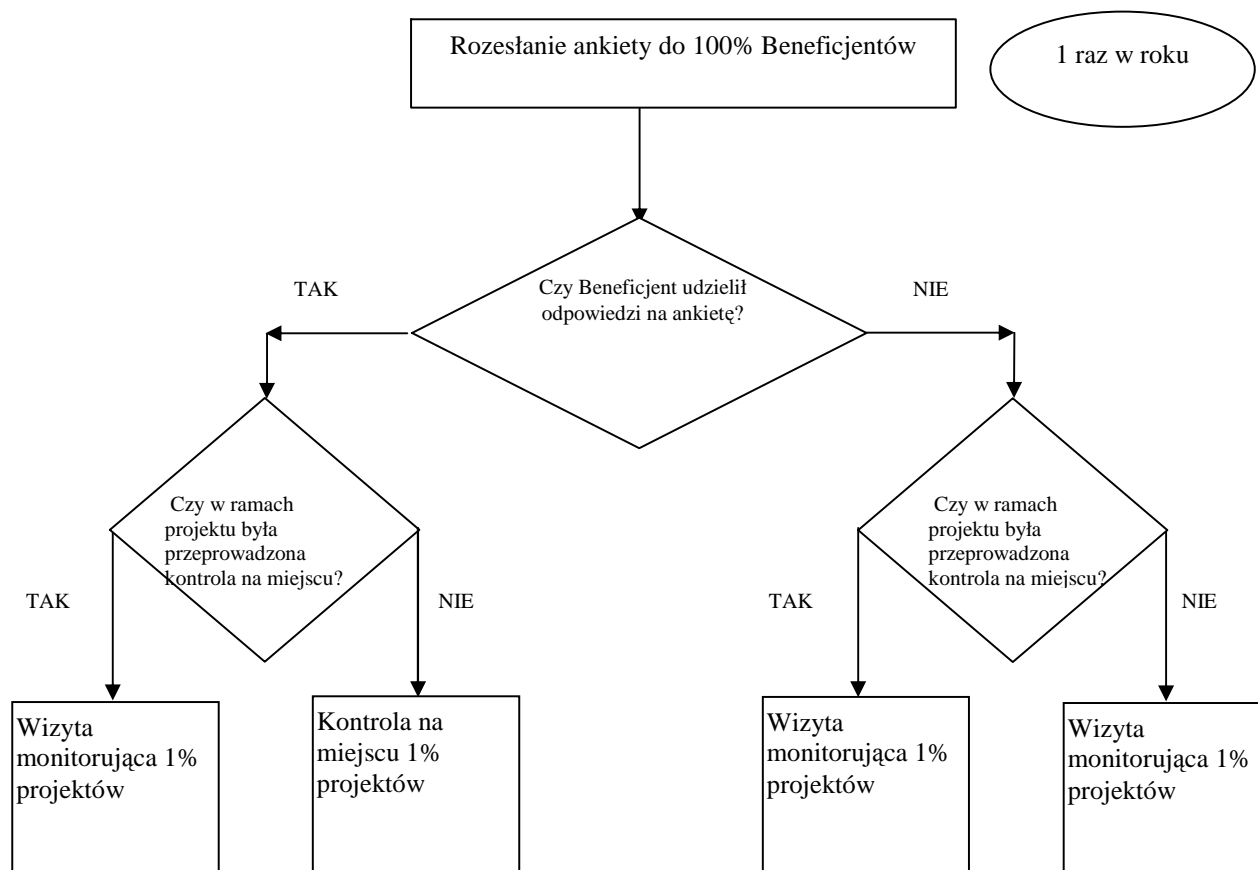 Rozesłanie ankiety do 100% Beneficjentów
1 raz w roku
Czy Beneficjent udzielił
odpowiedzi na ankietę?
TAK
NIE
Czy w ramach
projektu była
przeprowadzona
kontrola na miejscu?
TAK
NIE
Czy w ramach
projektu była
przeprowadzona
kontrola na miejscu?
TAK
NIE
Wizyta
monitorująca 1%
projektów
Kontrola na
miejscu 1%
projektów
Wizyta
monitorująca 1%
projektów
Wizyta
monitorująca 1%
projektów